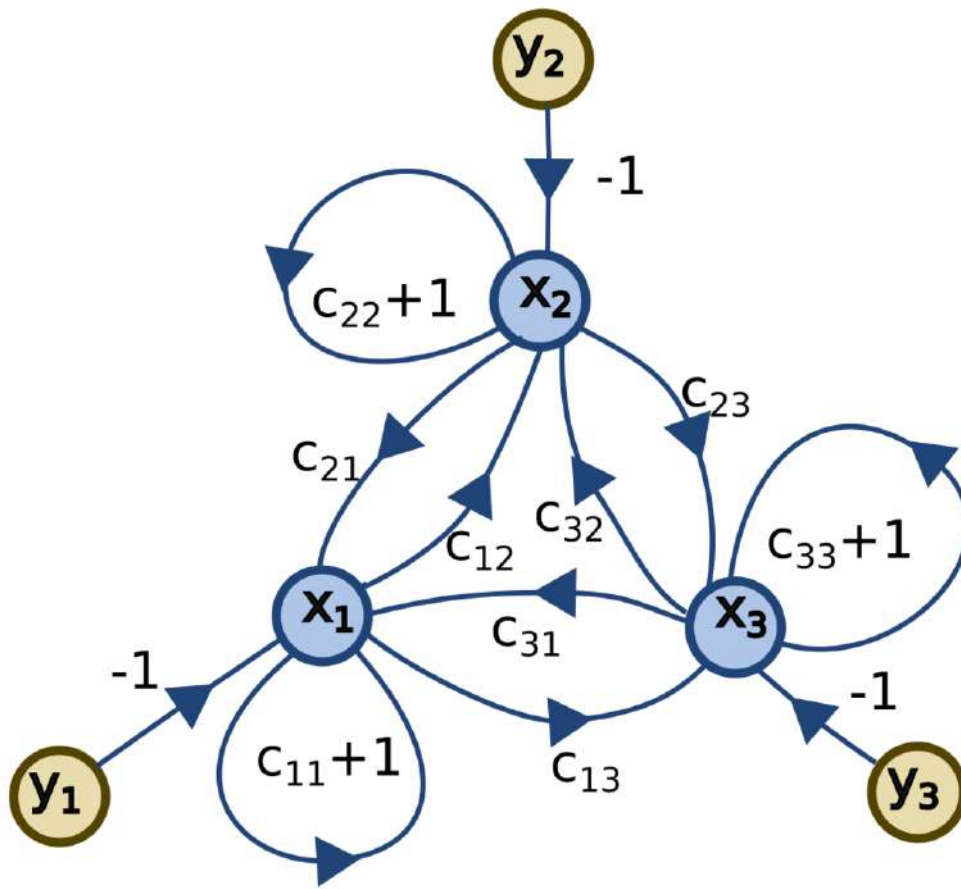 y₂
-1
x₂
c₂₂+1
c₂₃
c₂₁
c₁₂
c₃₂
c₃₃+1
x₁
x₃
c₃₁
-1
-1
c₁₁+1
c₁₃
y₁
y₃